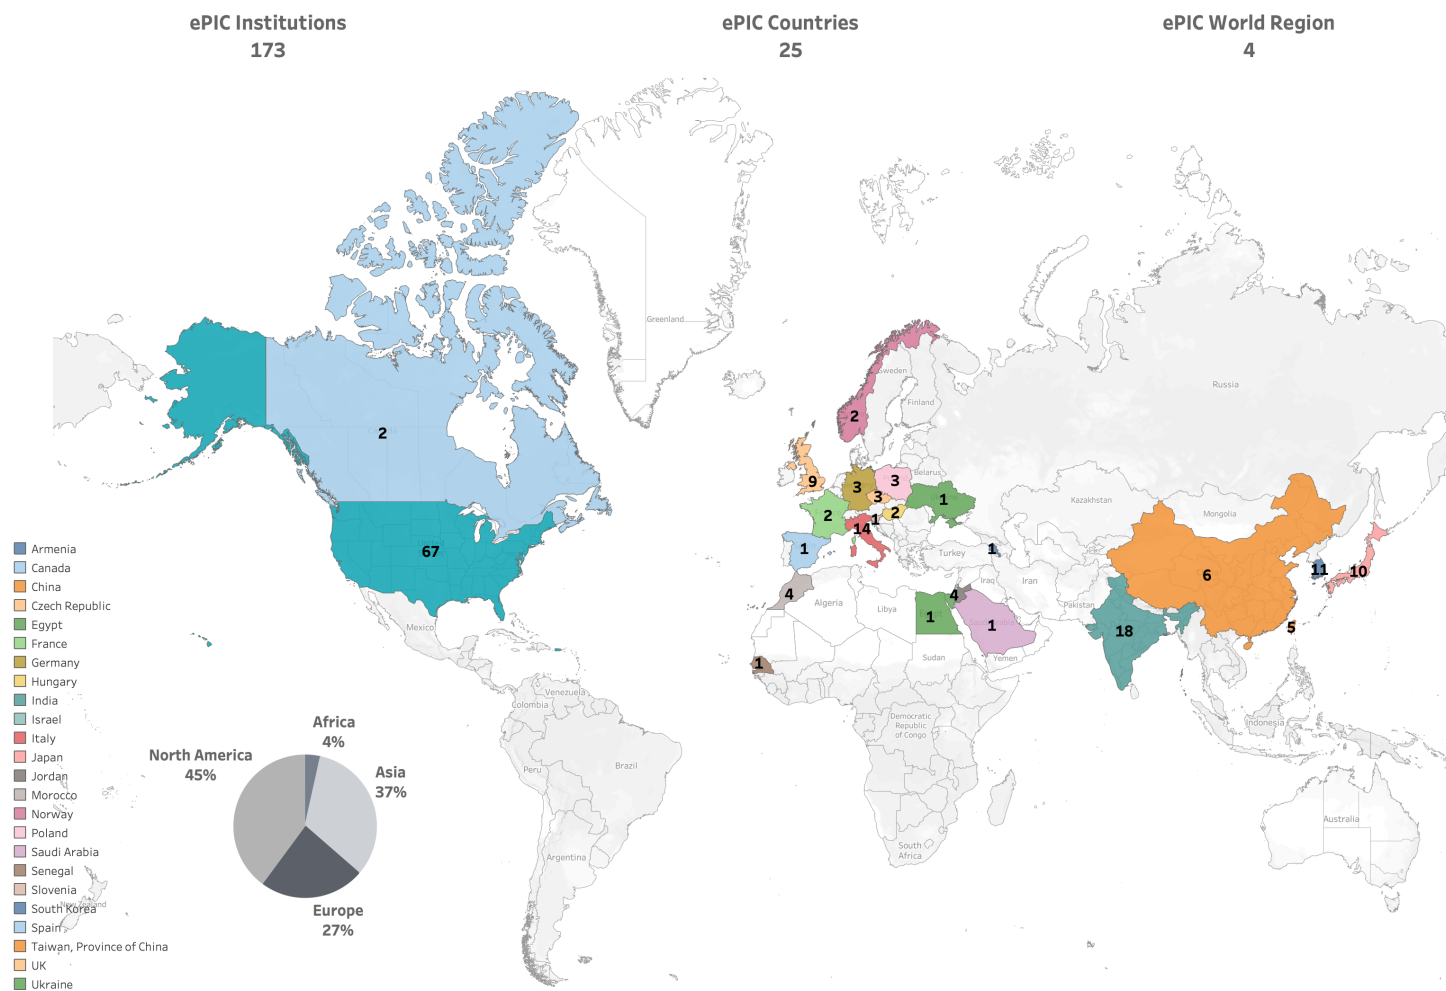 ePIC Institutions
173
ePIC Countries
25
ePIC World Region
4
Greenland
Sweden
Finland
Russia
2
2
Belarus
9
3
3
3
1
Kazakhstan
2
1
2
14
Mongolia
67
1
Turkey
1
Iraq
Iran
6
11
10
4
Algeria
Libya
1
4
1
Pakistan
18
5
Mexico
1
Sudan
Yemen
Venezuela
Colombia
Democratic
Republic
of Congo
Indonesia
Peru
Brazil
Australia
Argentina
South
Africa
New Zealand
Armenia
Canada
China
Czech Republic
Egypt
France
Germany
Hungary
India
Israel
Italy
Japan
Jordan
Morocco
Norway
Poland
Saudi Arabia
Senegal
Slovenia
South Korea
Spain
Taiwan, Province of China
UK
Ukraine
Africa
4%
North America
45%
Asia
37%
Europe
27%